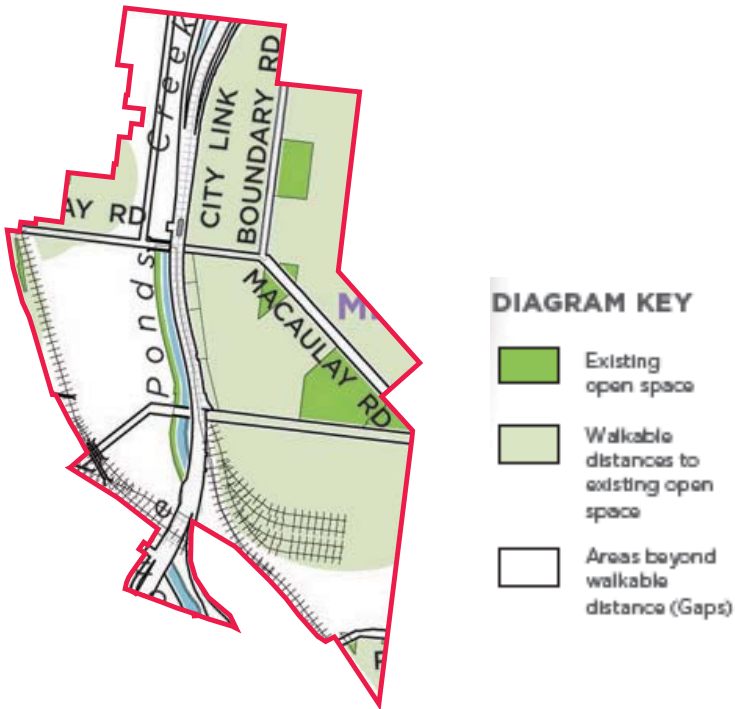 Creek
CITY LINK
BOUNDARY RD
AY RD
Ponds
MACAULAY RD
M
e
P
DIAGRAM KEY
Existing
open space
Walkable
distances to
existing open
space
Areas beyond
walkable
distance (Gaps)